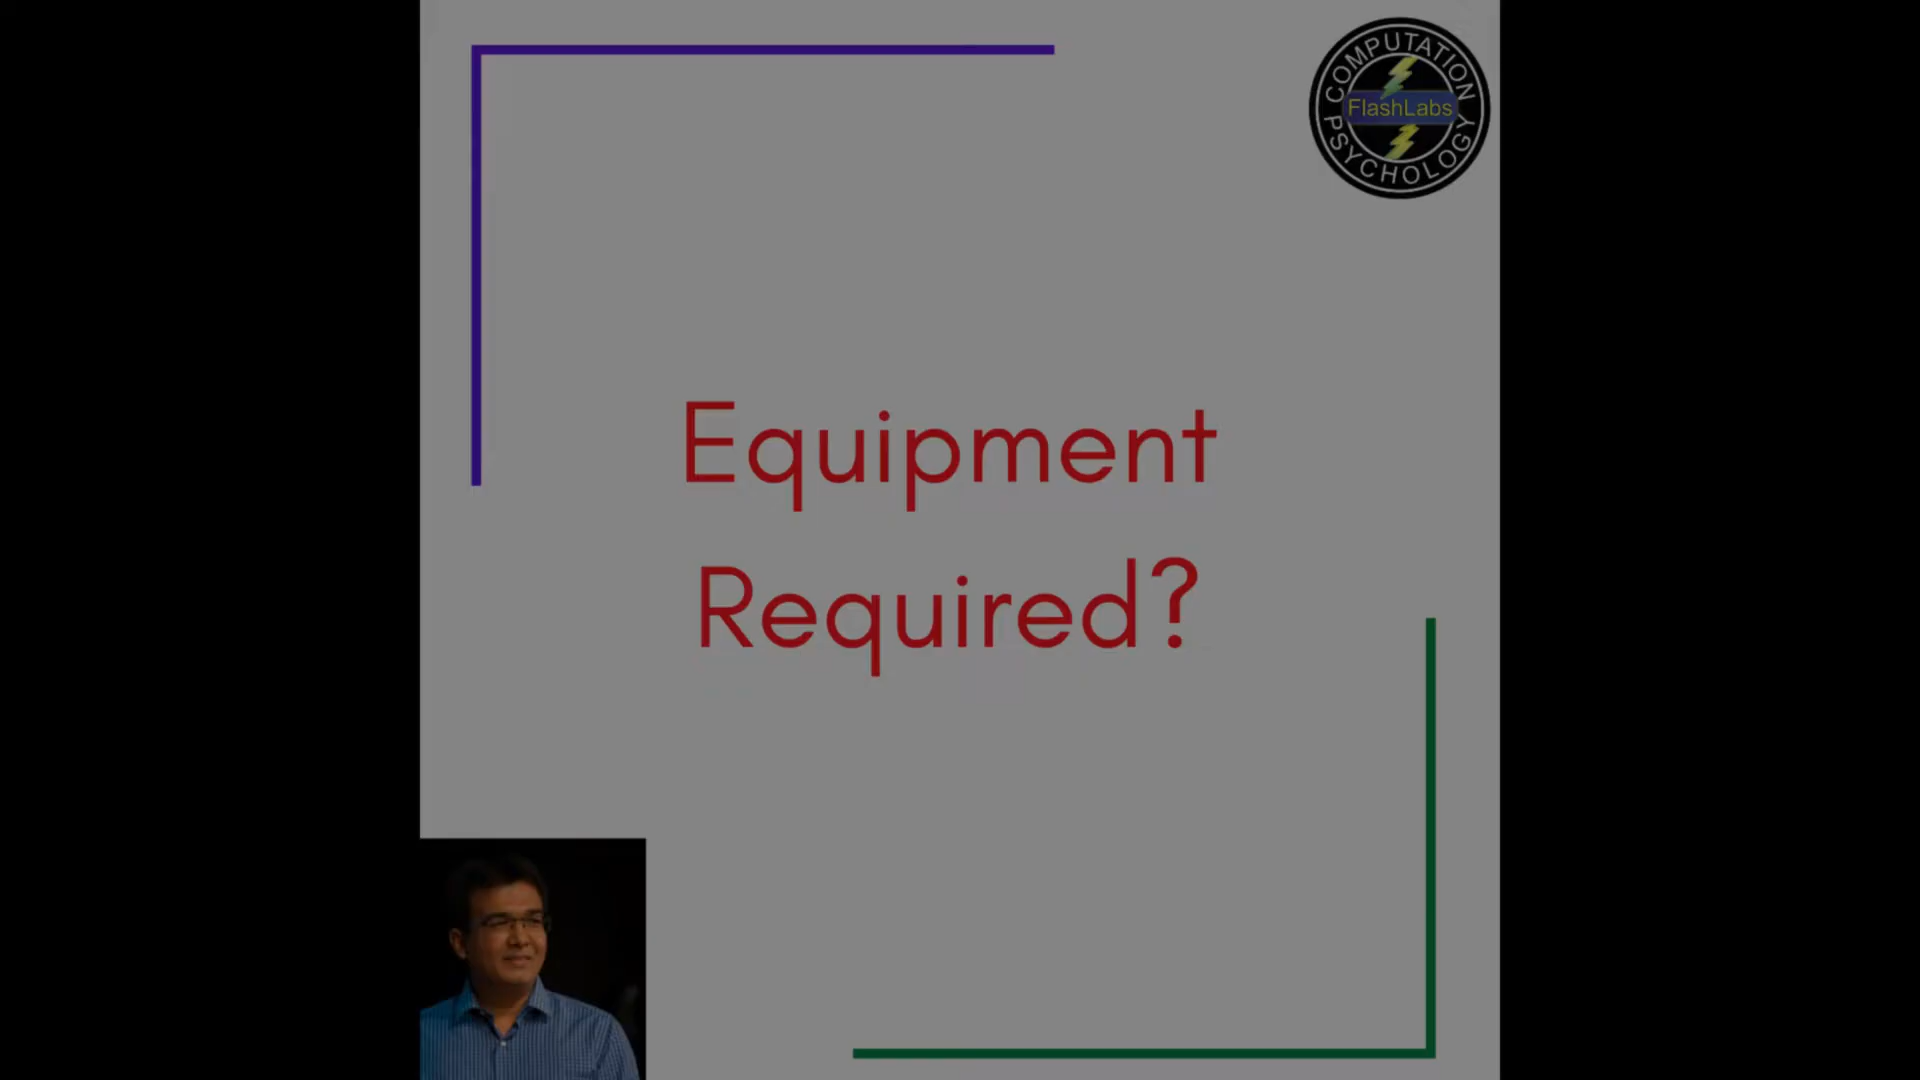 COMPUTATION
FlashLabs
PSYCHOLOGY
Equipment
Required?